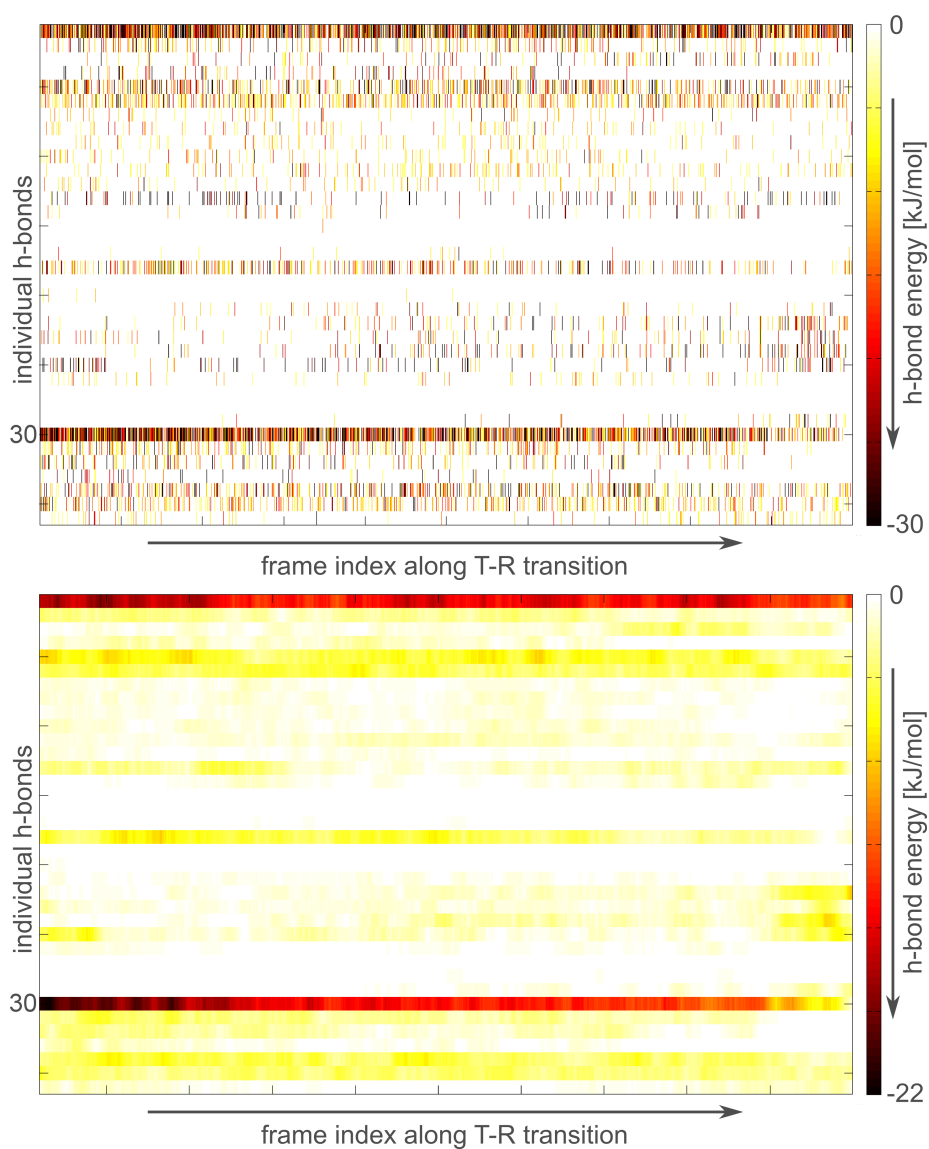 0
individual h-bonds
30
h-bond energy [kJ/mol]
-30
frame index along T-R transition
0
individual h-bonds
30
h-bond energy [kJ/mol]
-22
frame index along T-R transition